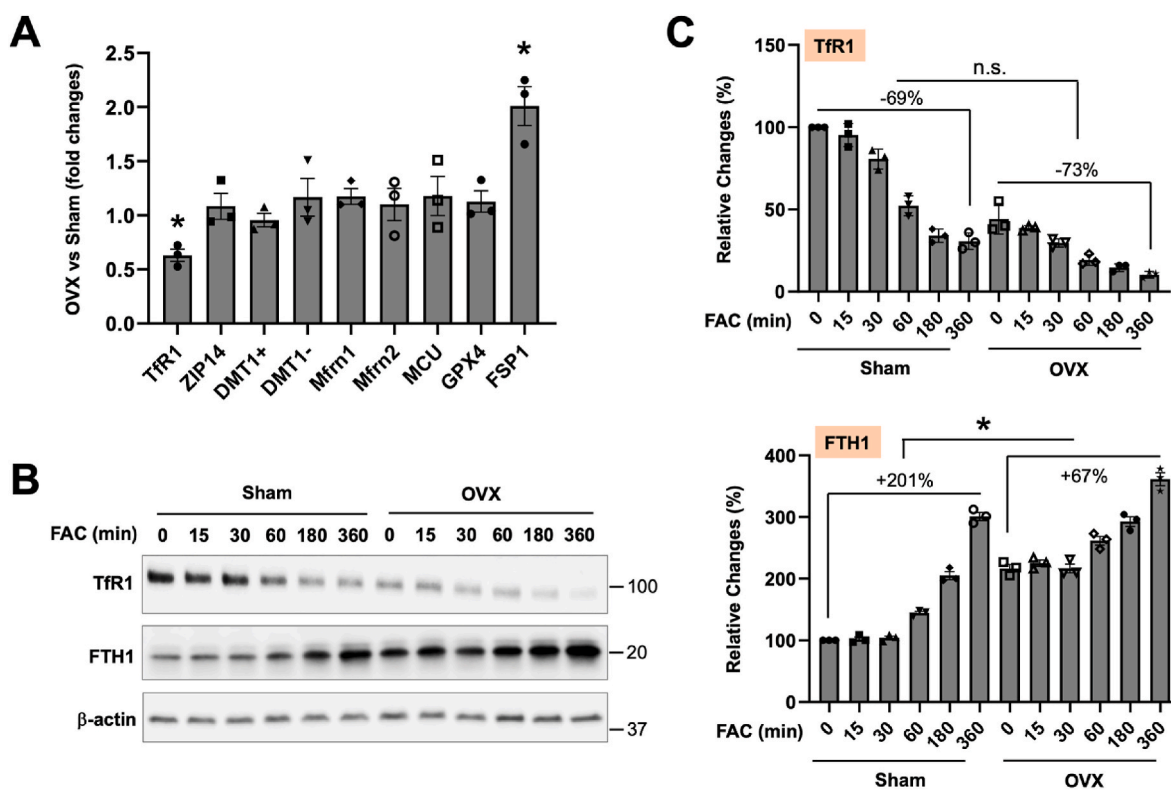 A
OVX vs Sham (fold changes)
2.5
2.0
1.5
1.0
0.5
0.0
*
*
TfR1
ZIP14
DMT1+
DMT1-
Mfrn1
Mfrn2
MCU
GPX4
FSP1
B
Sham OVX
FAC (min) 0 15 30 60 180 360 0 15 30 60 180 360
TfR1 100
FTH1 20
β-actin 37
C
TfR1
Relative Changes (%)
150
100
50
0
n.s.
-69%
-73%
FAC (min) 0 15 30 60 180 360 0 15 30 60 180 360
Sham OVX
FTH1
Relative Changes (%)
400
300
200
100
0
*
+201%
+67%
FAC (min) 0 15 30 60 180 360 0 15 30 60 180 360
Sham OVX